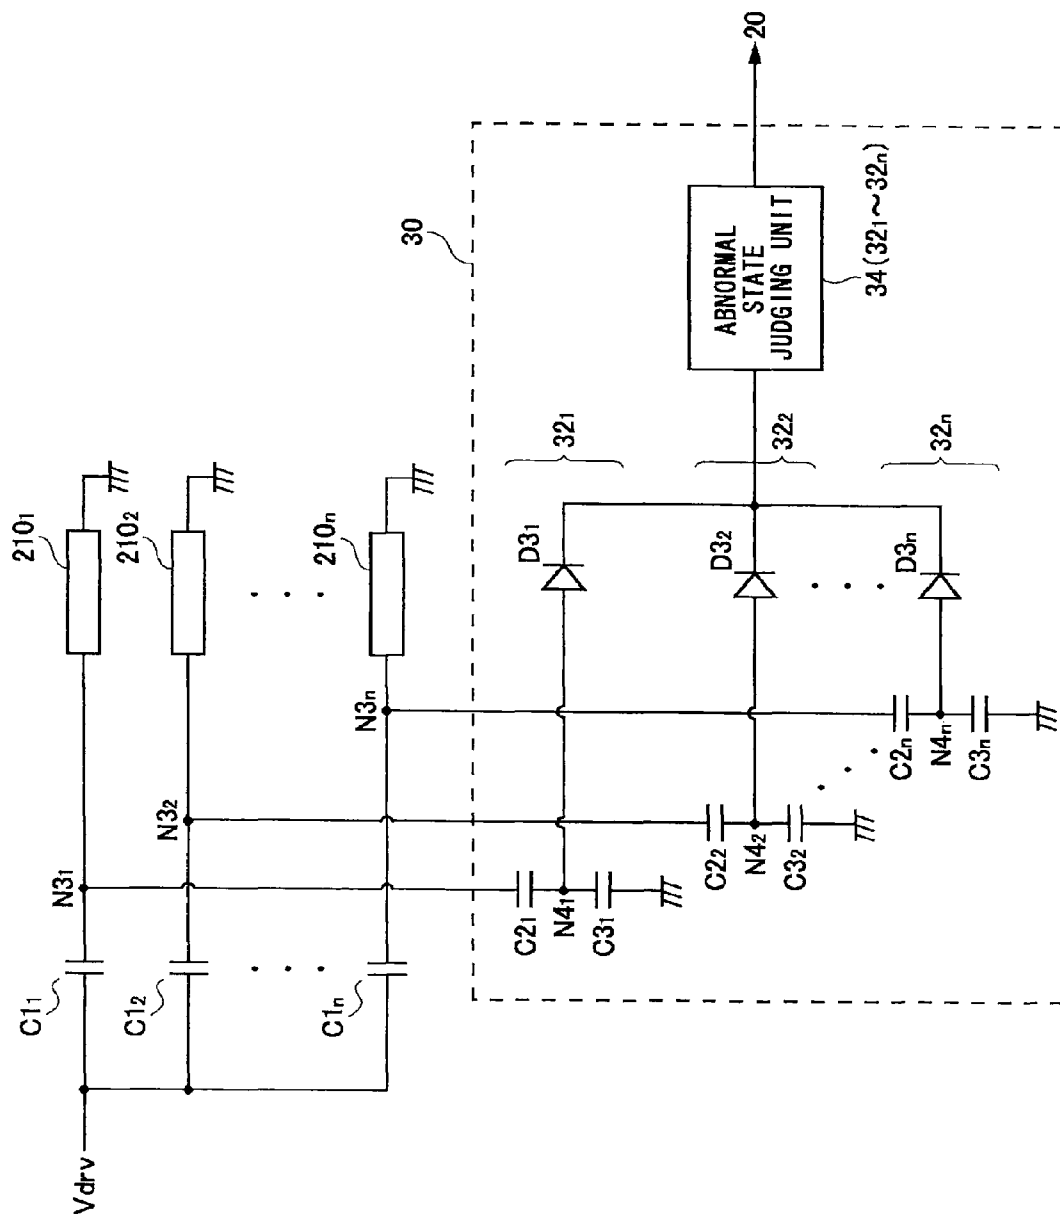 Vdrv
C1₁
N3₁
210₁
C1₂
N3₂
210₂
. . .
. . .
C1ₙ
N3ₙ
210ₙ
30
C2₁
N4₁
C3₁
D3₁
32₁
C2₂
N4₂
C3₂
D3₂
32₂
. . .
. . .
C2ₙ
N4ₙ
C3ₙ
D3ₙ
32ₙ
ABNORMAL
STATE
JUDGING UNIT
34(32₁~32ₙ)
20